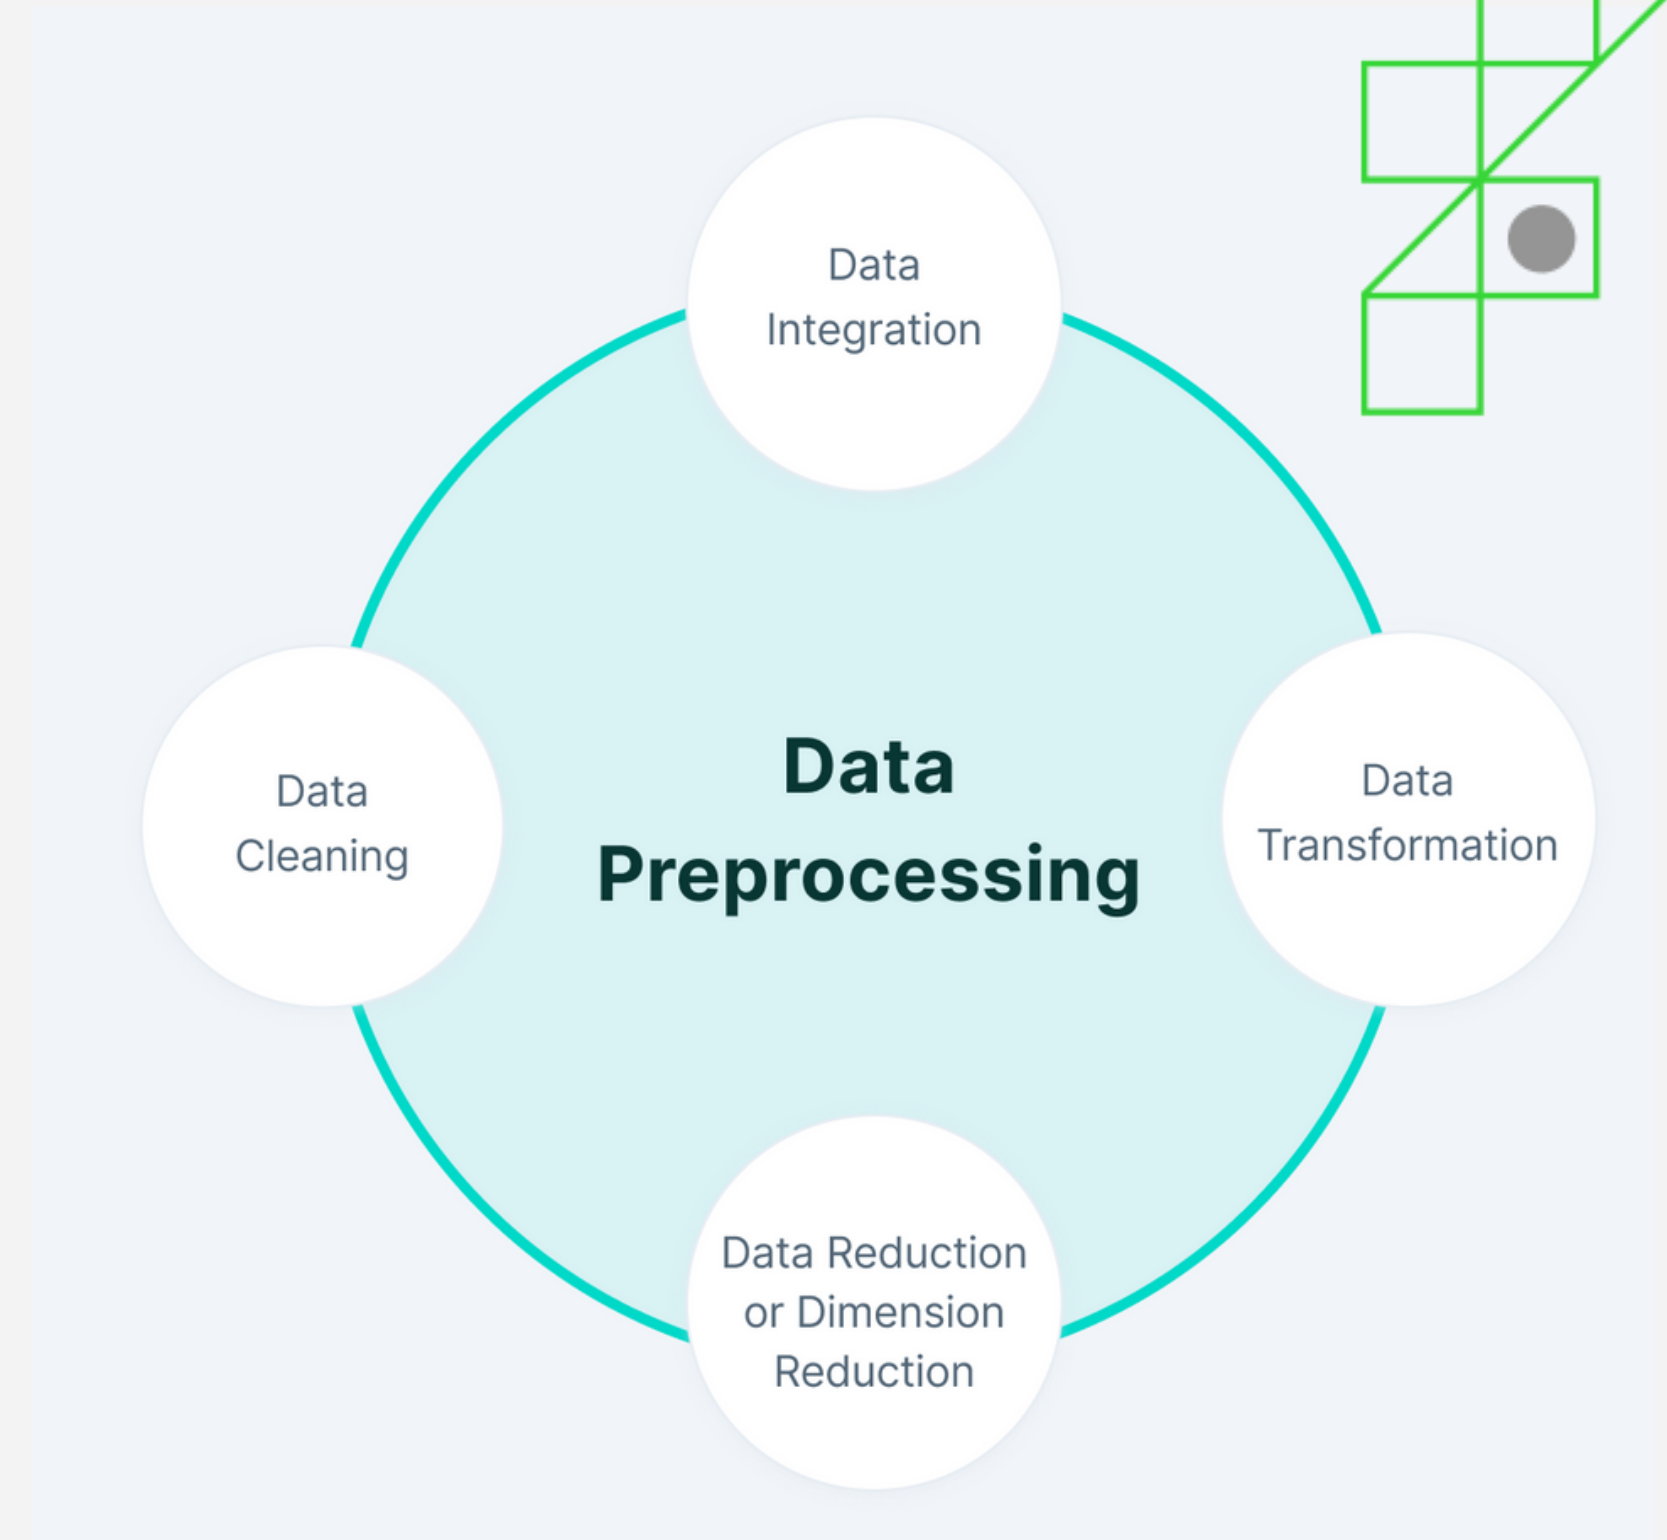 Data
Integration
Data
Cleaning
Data
Preprocessing
Data
Transformation
Data Reduction
or Dimension
Reduction